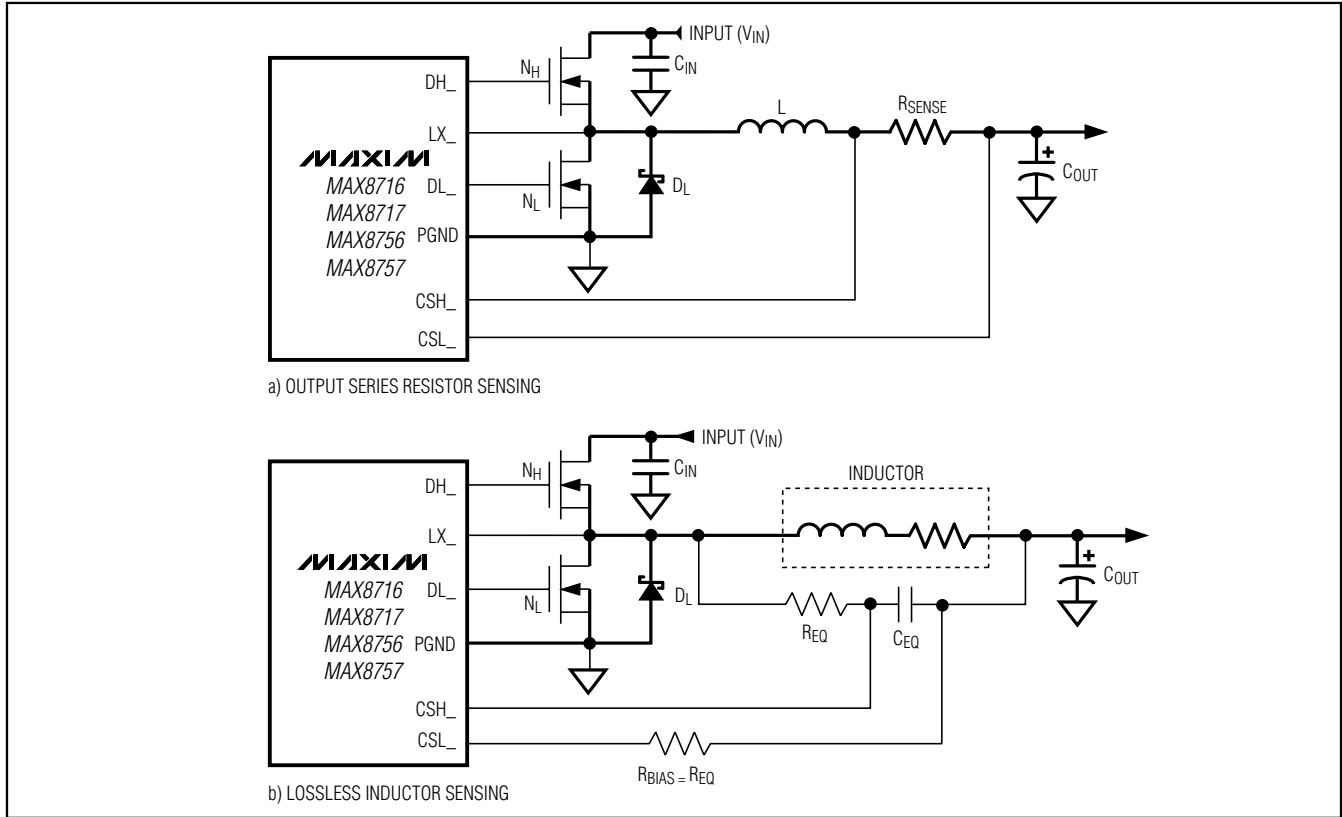 INPUT (VIN)
CIN
NH
DH_
L
RSENSE
LX_
MAXIM
MAX8716
DL_
DL
COUT
+
NL
MAX8717
MAX8756
PGND
MAX8757
CSH_
CSL_
a) OUTPUT SERIES RESISTOR SENSING
INPUT (VIN)
CIN
NH
DH_
INDUCTOR
LX_
MAXIM
MAX8716
DL_
DL
+
COUT
NL
MAX8717
REQ
CEQ
MAX8756
PGND
MAX8757
CSH_
CSL_
RBIAS = REQ
b) LOSSLESS INDUCTOR SENSING